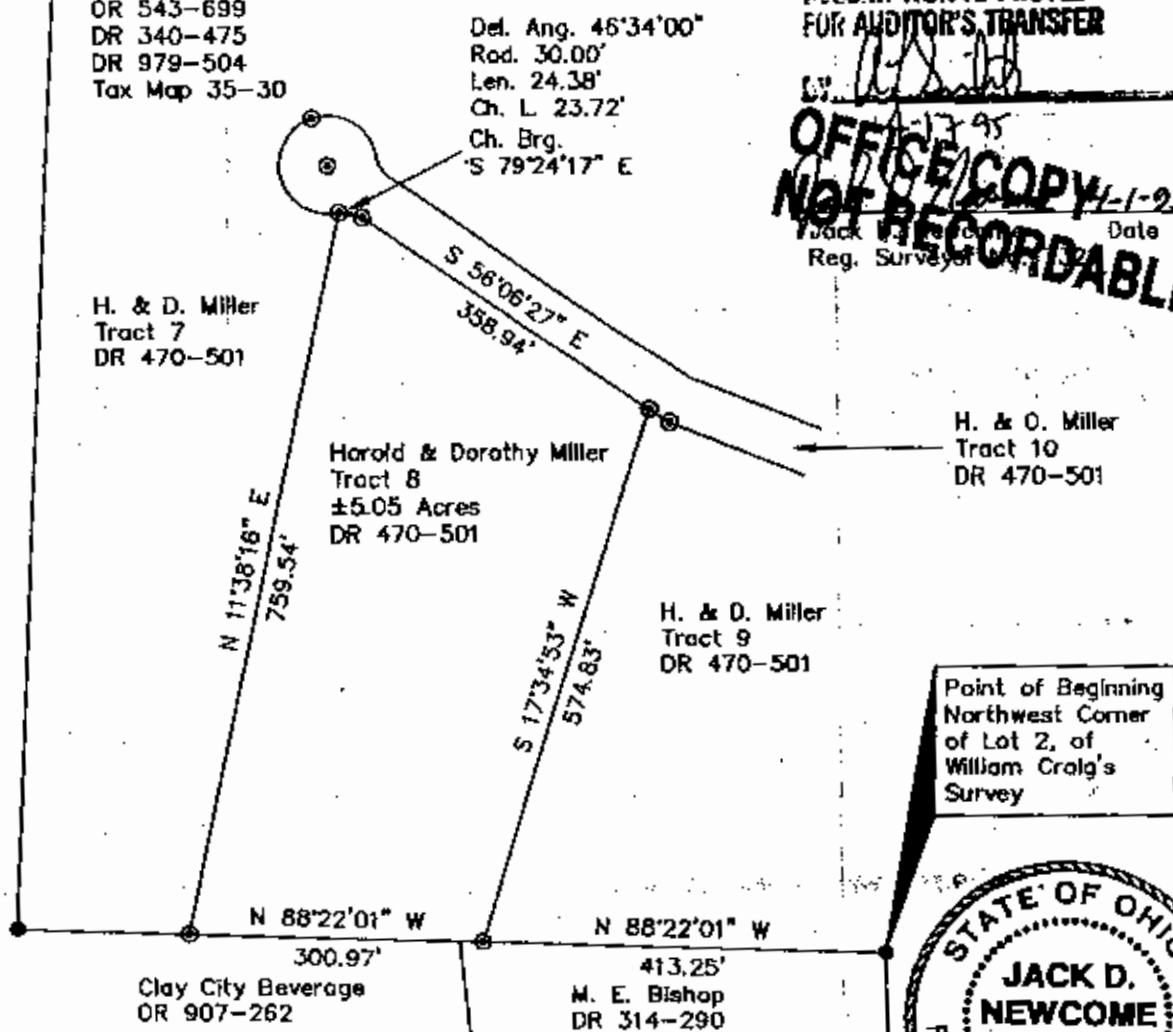 OR 543-699
DR 340-475
DR 979-504
Tax Map 35-30
Del. Ang. 46°34'00"
Rad. 30.00'
Len. 24.38'
Ch. L. 23.72'
Ch. Brg.
S 79°24'17" E
FOR AUDITOR'S TRANSFER
OFFICE COPY
NOT RECORDABLE
Jack
Date
Reg. Surveyor
S 56°06'27" E
358.94'
H. & D. Miller
Tract 7
DR 470-501
H. & D. Miller
Tract 10
DR 470-501
Harold & Dorothy Miller
Tract 8
±5.05 Acres
DR 470-501
N 11°38'16" E
759.54'
S 17°34'53" W
574.83'
H. & D. Miller
Tract 9
DR 470-501
Point of Beginning
Northwest Corner
of Lot 2, of
William Craig's
Survey
N 88°22'01" W
300.97'
N 88°22'01" W
413.25'
Clay City Beverage
OR 907-262
M. E. Bishop
DR 314-290
STATE OF OHIO
JACK D.
NEWCOME